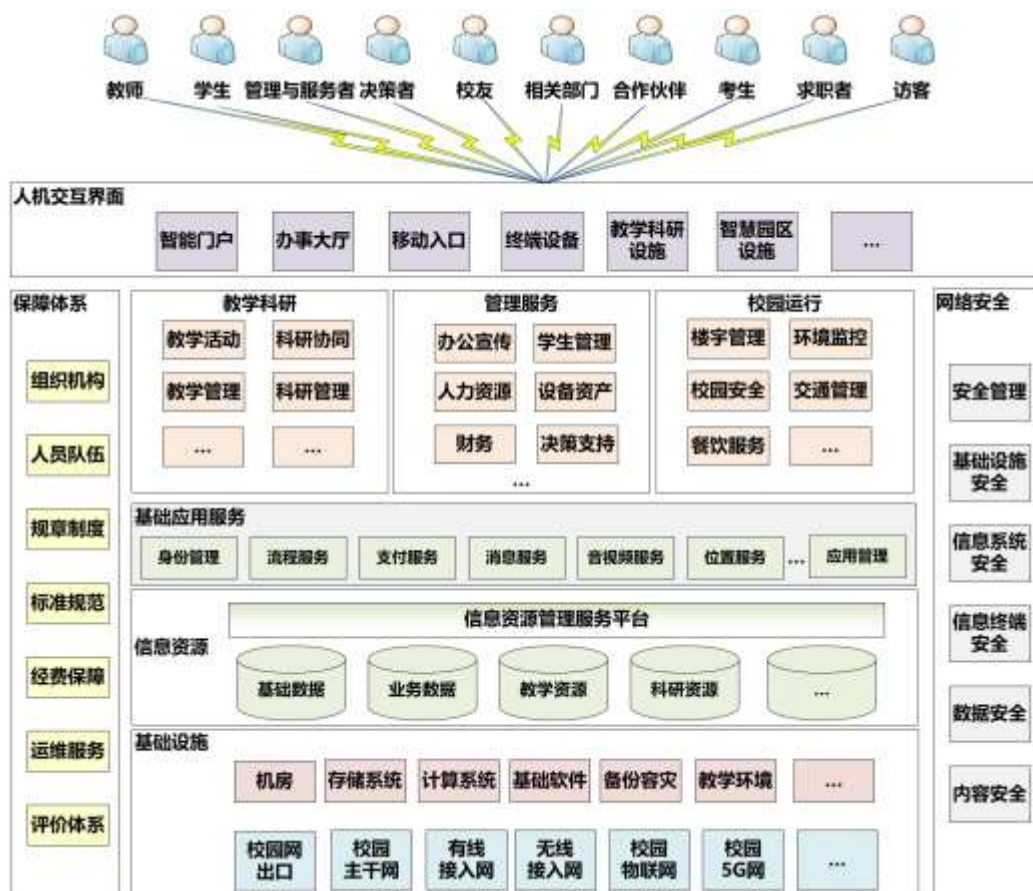 教师 学生 管理与服务者 决策者 校友 相关部门 合作伙伴 考生 求职者 访客
人机交互界面
智能门户 办事大厅 移动入口 终端设备 教学科研设施 智慧园区设施 ...
保障体系
组织机构
人员队伍
规章制度
标准规范
经费保障
运维服务
评价体系
教学科研
教学活动 科研协同
教学管理 科研管理
... ...
管理服务
办公宣传 学生管理
人力资源 设备资产
财务 决策支持
...
校园运行
楼宇管理 环境监控
校园安全 交通管理
餐饮服务 ...
基础应用服务
身份管理 流程服务 支付服务 消息服务 音视频服务 位置服务 ... 应用管理
信息资源
信息资源管理服务平台
基础数据 业务数据 教学资源 科研资源 ...
基础设施
机房 存储系统 计算系统 基础软件 备份容灾 教学环境 ...
校园网出口 校园主干网 有线接入网 无线接入网 校园物联网 校园5G网 ...
网络安全
安全管理
基础设施
安全
信息系统
安全
信息终端
安全
数据安全
内容安全